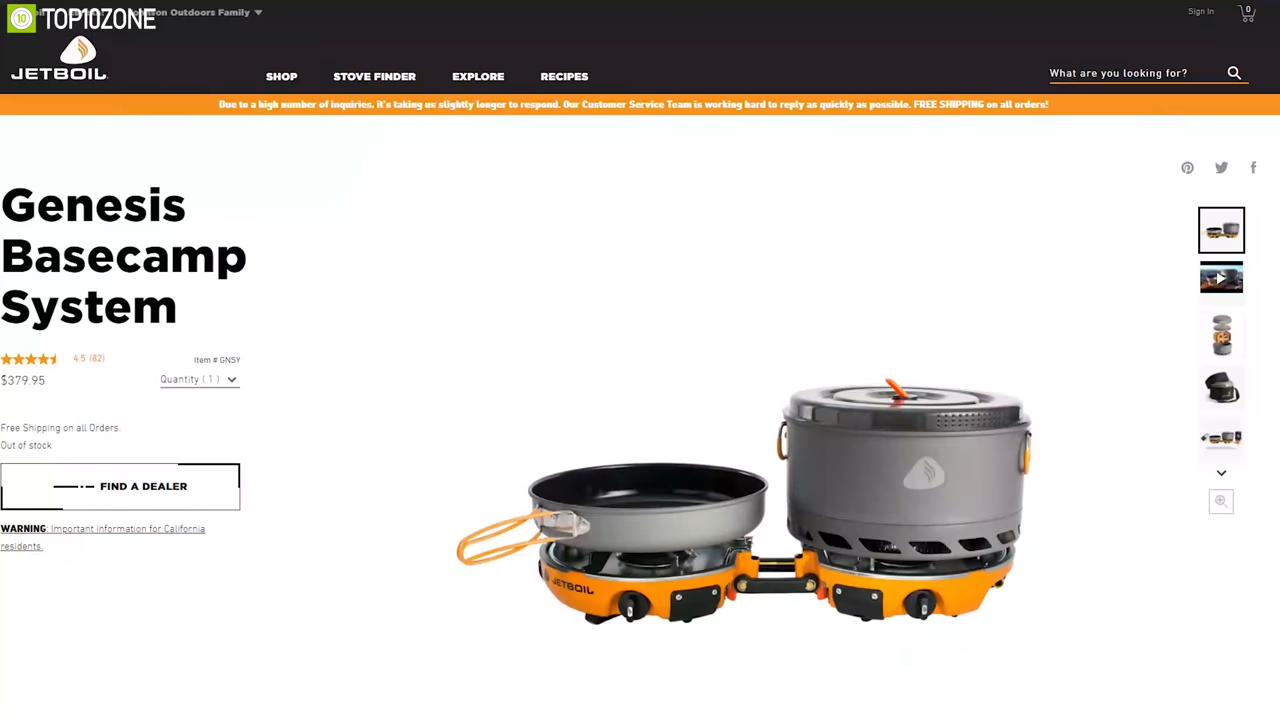 TOP10ZONE
Johnson Outdoors Family
Sign In
0
JETBOIL
SHOP
STOVE FINDER
EXPLORE
RECIPES
What are you looking for?
Due to a high number of inquiries, it's taking us slightly longer to respond. Our Customer Service Team is working hard to reply as quickly as possible. FREE SHIPPING on all orders!
Genesis
Basecamp
System
4.5 (82)
Item # GNSY
$379.95
Quantity ( 1 )
Free Shipping on all Orders.
Out of stock
FIND A DEALER
WARNING: Important information for California
residents.
JETBOIL